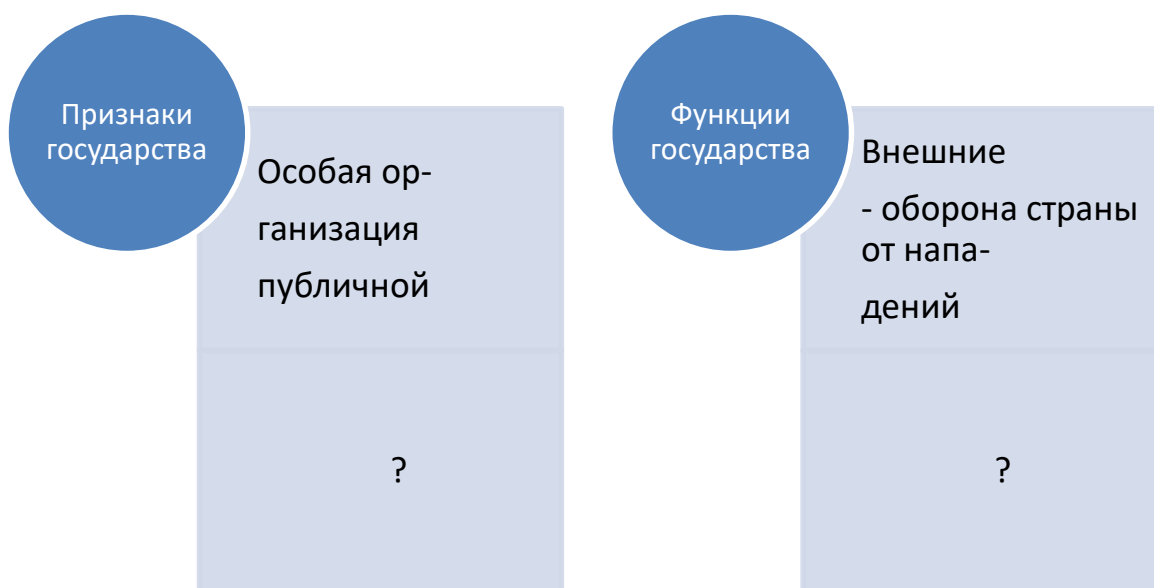 Признаки
государства
Особая ор-
ганизация
публичной
?
Функции
государства
Внешние
- оборона страны
от напа-
дений
?